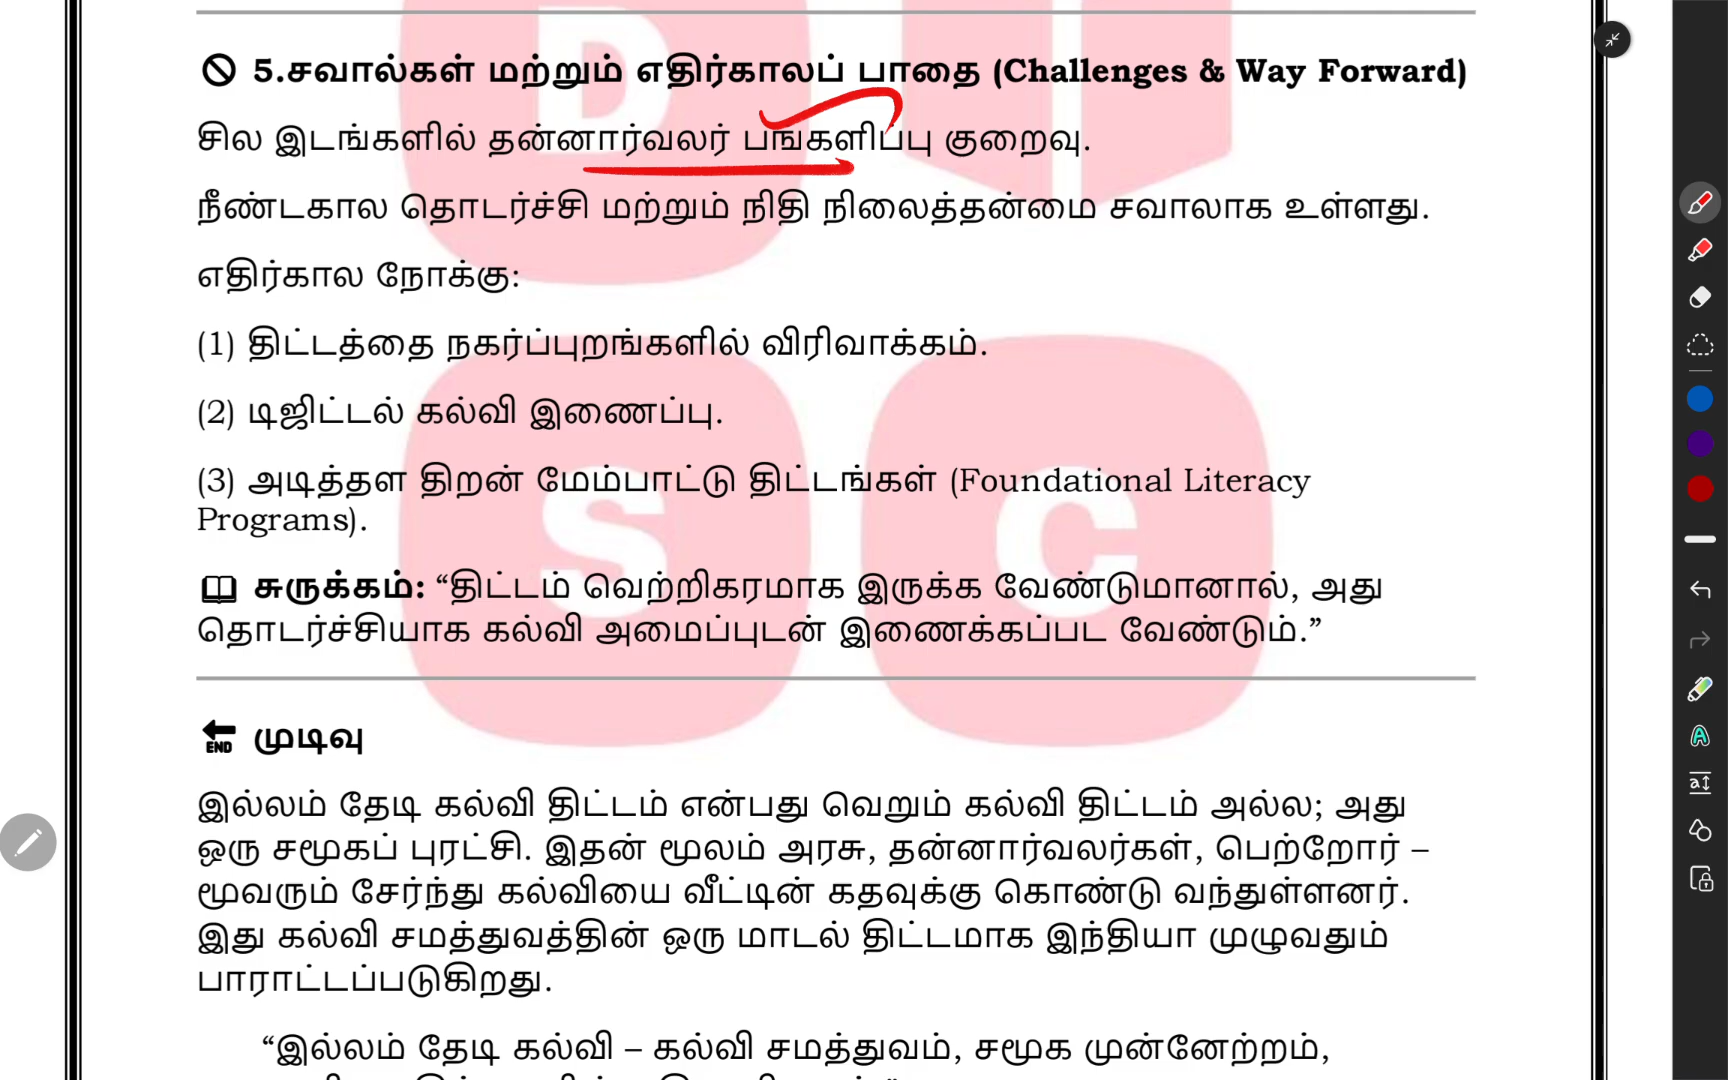 5.சவால்கள் மற்றும் எதிர்காலப் பாதை (Challenges & Way Forward)
சில இடங்களில் தன்னார்வலர் பங்களிப்பு குறைவு.
நீண்டகால தொடர்ச்சி மற்றும் நிதி நிலைத்தன்மை சவாலாக உள்ளது.
எதிர்கால நோக்கு:
(1) திட்டத்தை நகர்ப்புறங்களில் விரிவாக்கம்.
(2) டிஜிட்டல் கல்வி இணைப்பு.
(3) அடித்தள திறன் மேம்பாட்டு திட்டங்கள் (Foundational Literacy
Programs).
சுருக்கம்: “திட்டம் வெற்றிகரமாக இருக்க வேண்டுமானால், அது
தொடர்ச்சியாக கல்வி அமைப்புடன் இணைக்கப்பட வேண்டும்.”
END முடிவு
இல்லம் தேடி கல்வி திட்டம் என்பது வெறும் கல்வி திட்டம் அல்ல; அது
ஒரு சமூகப் புரட்சி. இதன் மூலம் அரசு, தன்னார்வலர்கள், பெற்றோர் –
மூவரும் சேர்ந்து கல்வியை வீட்டின் கதவுக்கு கொண்டு வந்துள்ளனர்.
இது கல்வி சமத்துவத்தின் ஒரு மாடல் திட்டமாக இந்தியா முழுவதும்
பாராட்டப்படுகிறது.
“இல்லம் தேடி கல்வி – கல்வி சமத்துவம், சமூக முன்னேற்றம்,
D
S C